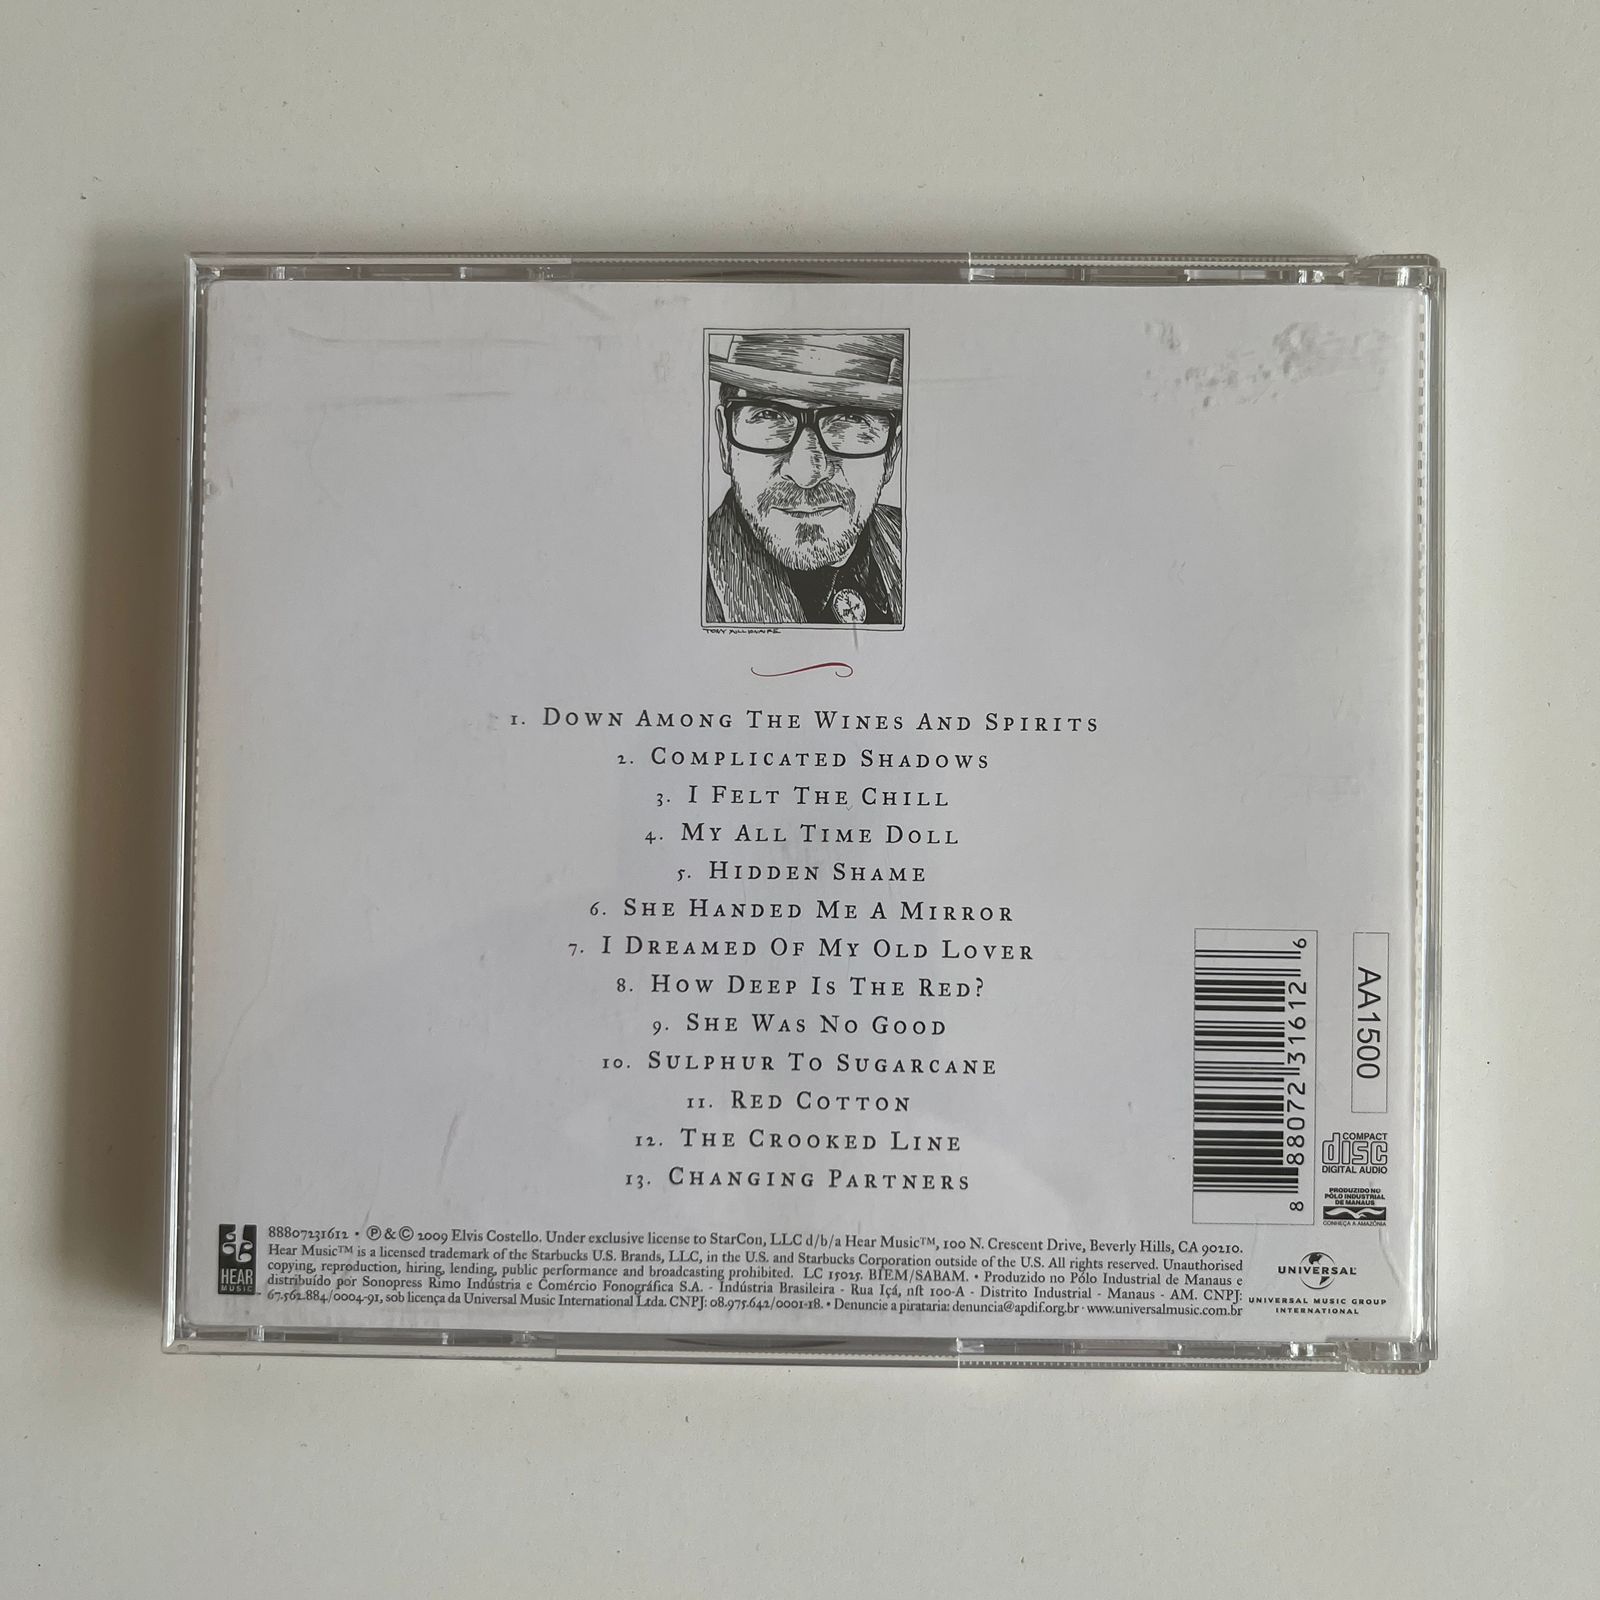 TONY MILLIONAIRE
1. DOWN AMONG THE WINES AND SPIRITS
2. COMPLICATED SHADOWS
3. I FELT THE CHILL
4. MY ALL TIME DOLL
5. HIDDEN SHAME
6. SHE HANDED ME A MIRROR
7. I DREAMED OF MY OLD LOVER
8. HOW DEEP IS THE RED?
9. SHE WAS NO GOOD
10. SULPHUR TO SUGARCANE
11. RED COTTON
12. THE CROOKED LINE
13. CHANGING PARTNERS
8 88072 31612 6
AA1500
COMPACT
disc
DIGITAL AUDIO
PRODUZIDO NO
PÓLO INDUSTRIAL
DE MANAUS
CONHEÇA A AMAZÔNIA
HEAR
MUSIC
88807231612 • ℗ & © 2009 Elvis Costello. Under exclusive license to StarCon, LLC d/b/a Hear Music™, 100 N. Crescent Drive, Beverly Hills, CA 90210.
Hear Music™ is a licensed trademark of the Starbucks U.S. Brands, LLC, in the U.S. and Starbucks Corporation outside of the U.S. All rights reserved. Unauthorised
copying, reproduction, hiring, lending, public performance and broadcasting prohibited. LC 15025. BIEM/SABAM. • Produzido no Pólo Industrial de Manaus e
distribuído por Sonopress Rimo Indústria e Comércio Fonográfica S.A. - Indústria Brasileira - Rua Içá, nſt 100-A - Distrito Industrial - Manaus - AM. CNPJ:
67.562.884/0004-91, sob licença da Universal Music International Ltda. CNPJ: 08.975.642/0001-18. • Denuncie a pirataria: denuncia@apdif.org.br · www.universalmusic.com.br
UNIVERSAL
UNIVERSAL MUSIC GROUP
INTERNATIONAL